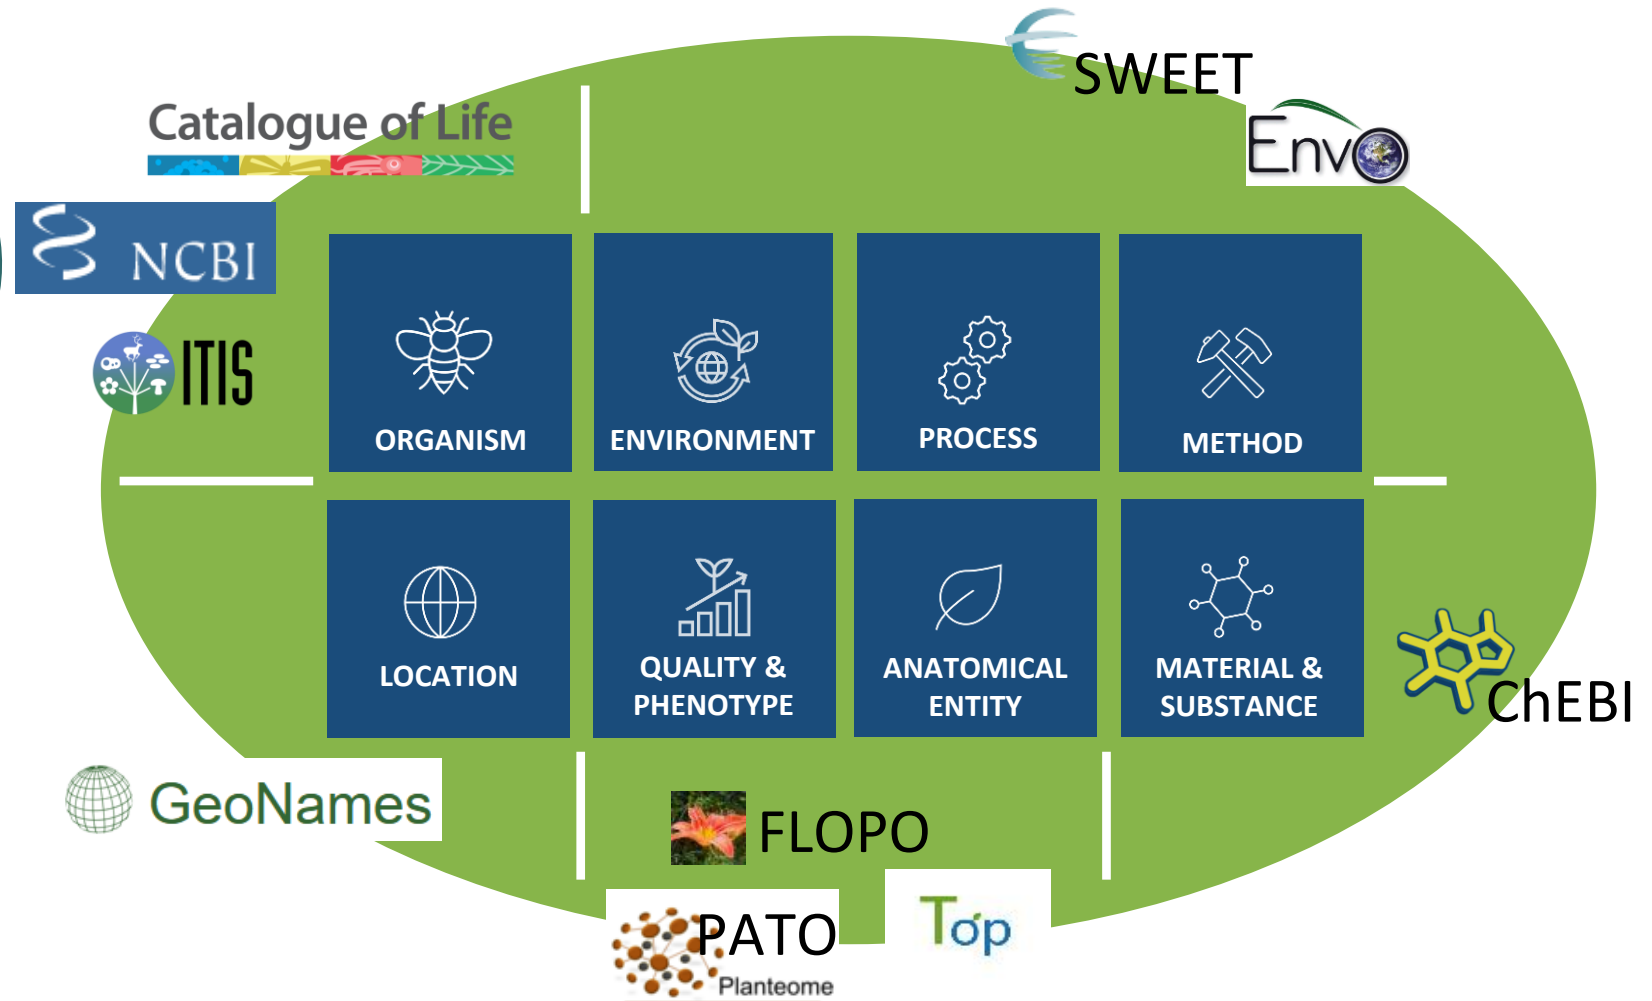 SWEET
Catalogue of Life
Envo
NCBI
ITIS
ORGANISM
ENVIRONMENT
PROCESS
METHOD
LOCATION
QUALITY &
PHENOTYPE
ANATOMICAL
ENTITY
MATERIAL &
SUBSTANCE
ChEBI
GeoNames
FLOPO
PATO
Planteome
Top